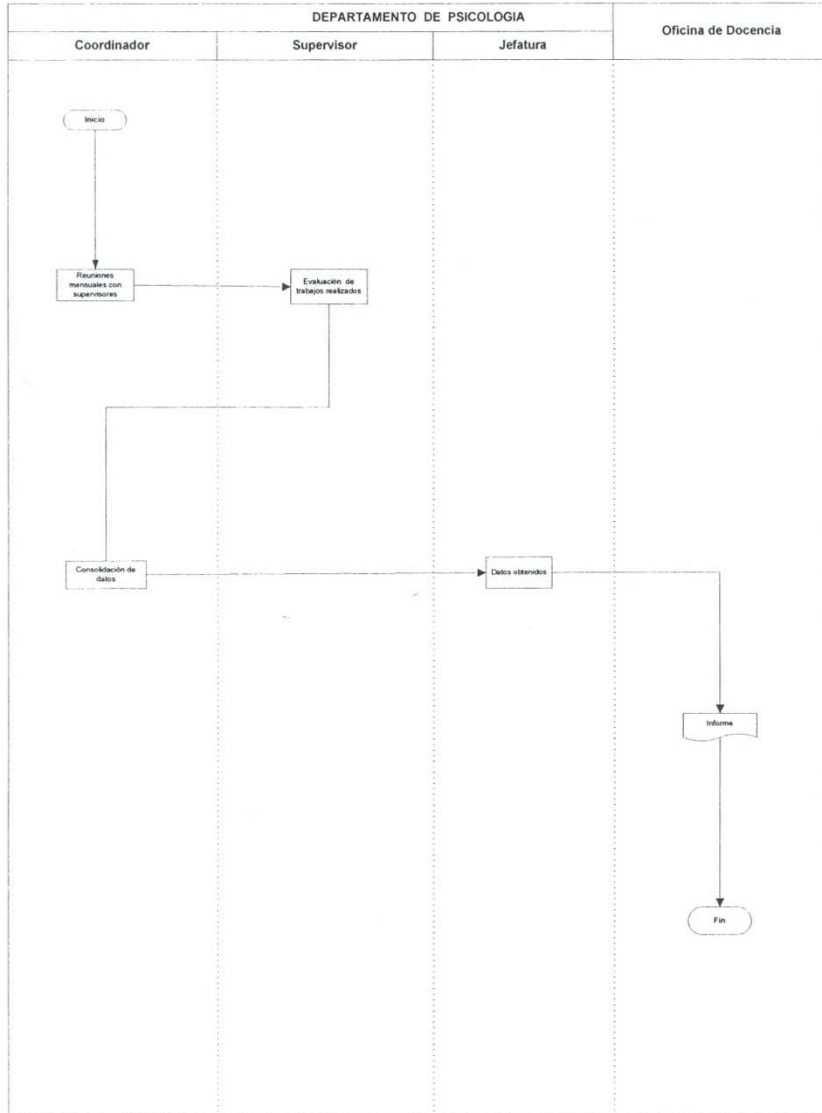 DEPARTAMENTO DE PSICOLOGIA
Oficina de Docencia
Coordinador
Supervisor
Jefatura
Inicio
Reuniones
mensuales con
supervisores
Evaluación de
trabajos realizados
Consolidación de
datos
Datos obtenidos
Informe
Fin